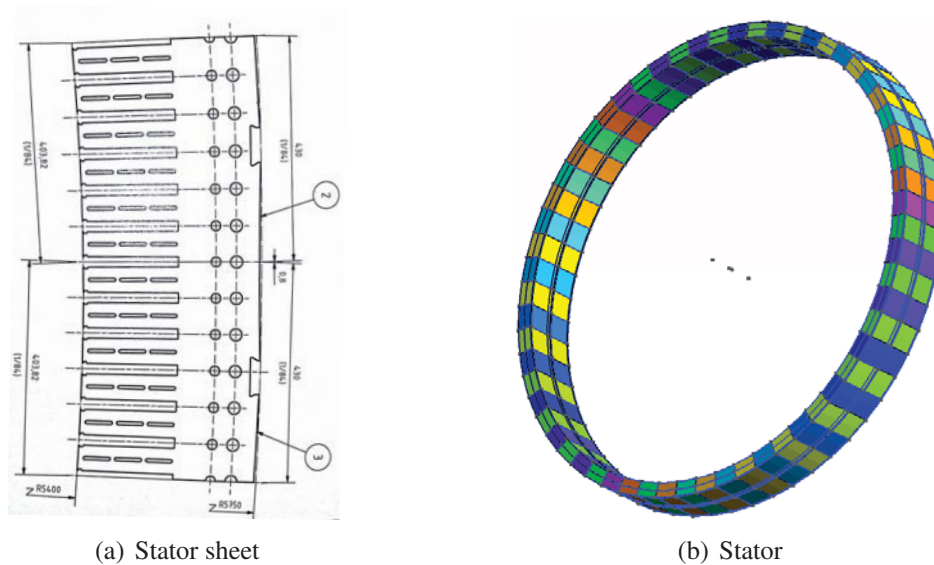 403,82
(1/84)
430
(1/84)
2
0,8
403,82
(1/84)
430
(1/84)
3
R5400
R5750
(a) Stator sheet
(b) Stator